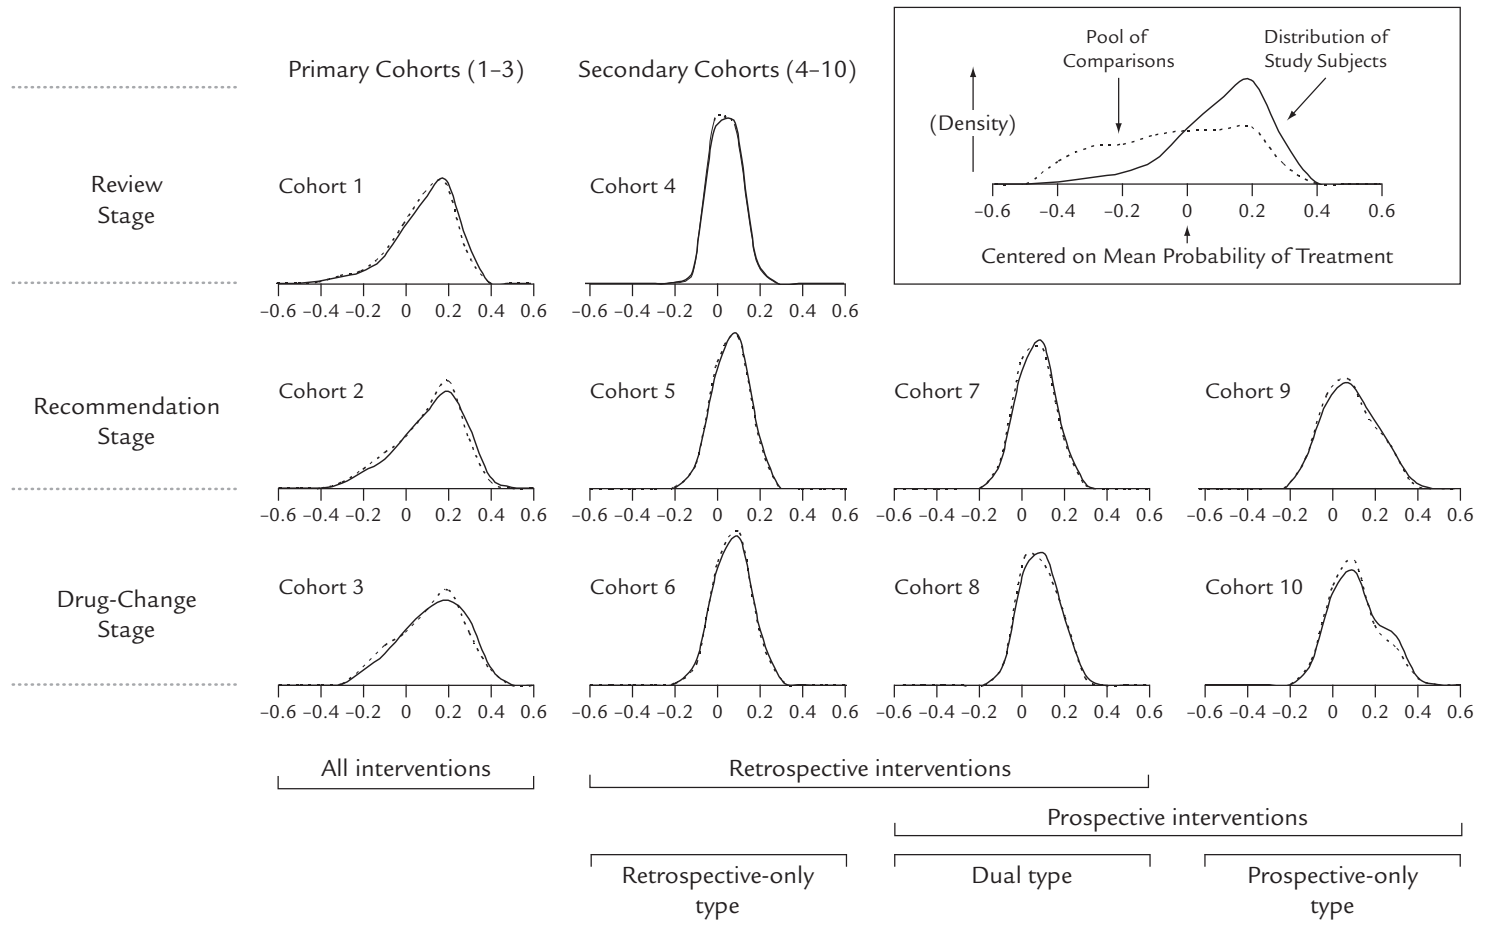 Primary Cohorts (1–3)
Secondary Cohorts (4–10)
Pool of
Comparisons
Distribution of
Study Subjects
(Density)
−0.6 −0.4 −0.2 0 0.2 0.4 0.6
Centered on Mean Probability of Treatment
Review
Stage
Cohort 1
−0.6 −0.4 −0.2 0 0.2 0.4 0.6
Cohort 4
−0.6 −0.4 −0.2 0 0.2 0.4 0.6
Recommendation
Stage
Cohort 2
−0.6 −0.4 −0.2 0 0.2 0.4 0.6
Cohort 5
−0.6 −0.4 −0.2 0 0.2 0.4 0.6
Cohort 7
−0.6 −0.4 −0.2 0 0.2 0.4 0.6
Cohort 9
−0.6 −0.4 −0.2 0 0.2 0.4 0.6
Drug-Change
Stage
Cohort 3
−0.6 −0.4 −0.2 0 0.2 0.4 0.6
Cohort 6
−0.6 −0.4 −0.2 0 0.2 0.4 0.6
Cohort 8
−0.6 −0.4 −0.2 0 0.2 0.4 0.6
Cohort 10
−0.6 −0.4 −0.2 0 0.2 0.4 0.6
All interventions
Retrospective interventions
Prospective interventions
Retrospective-only
type
Dual type
Prospective-only
type